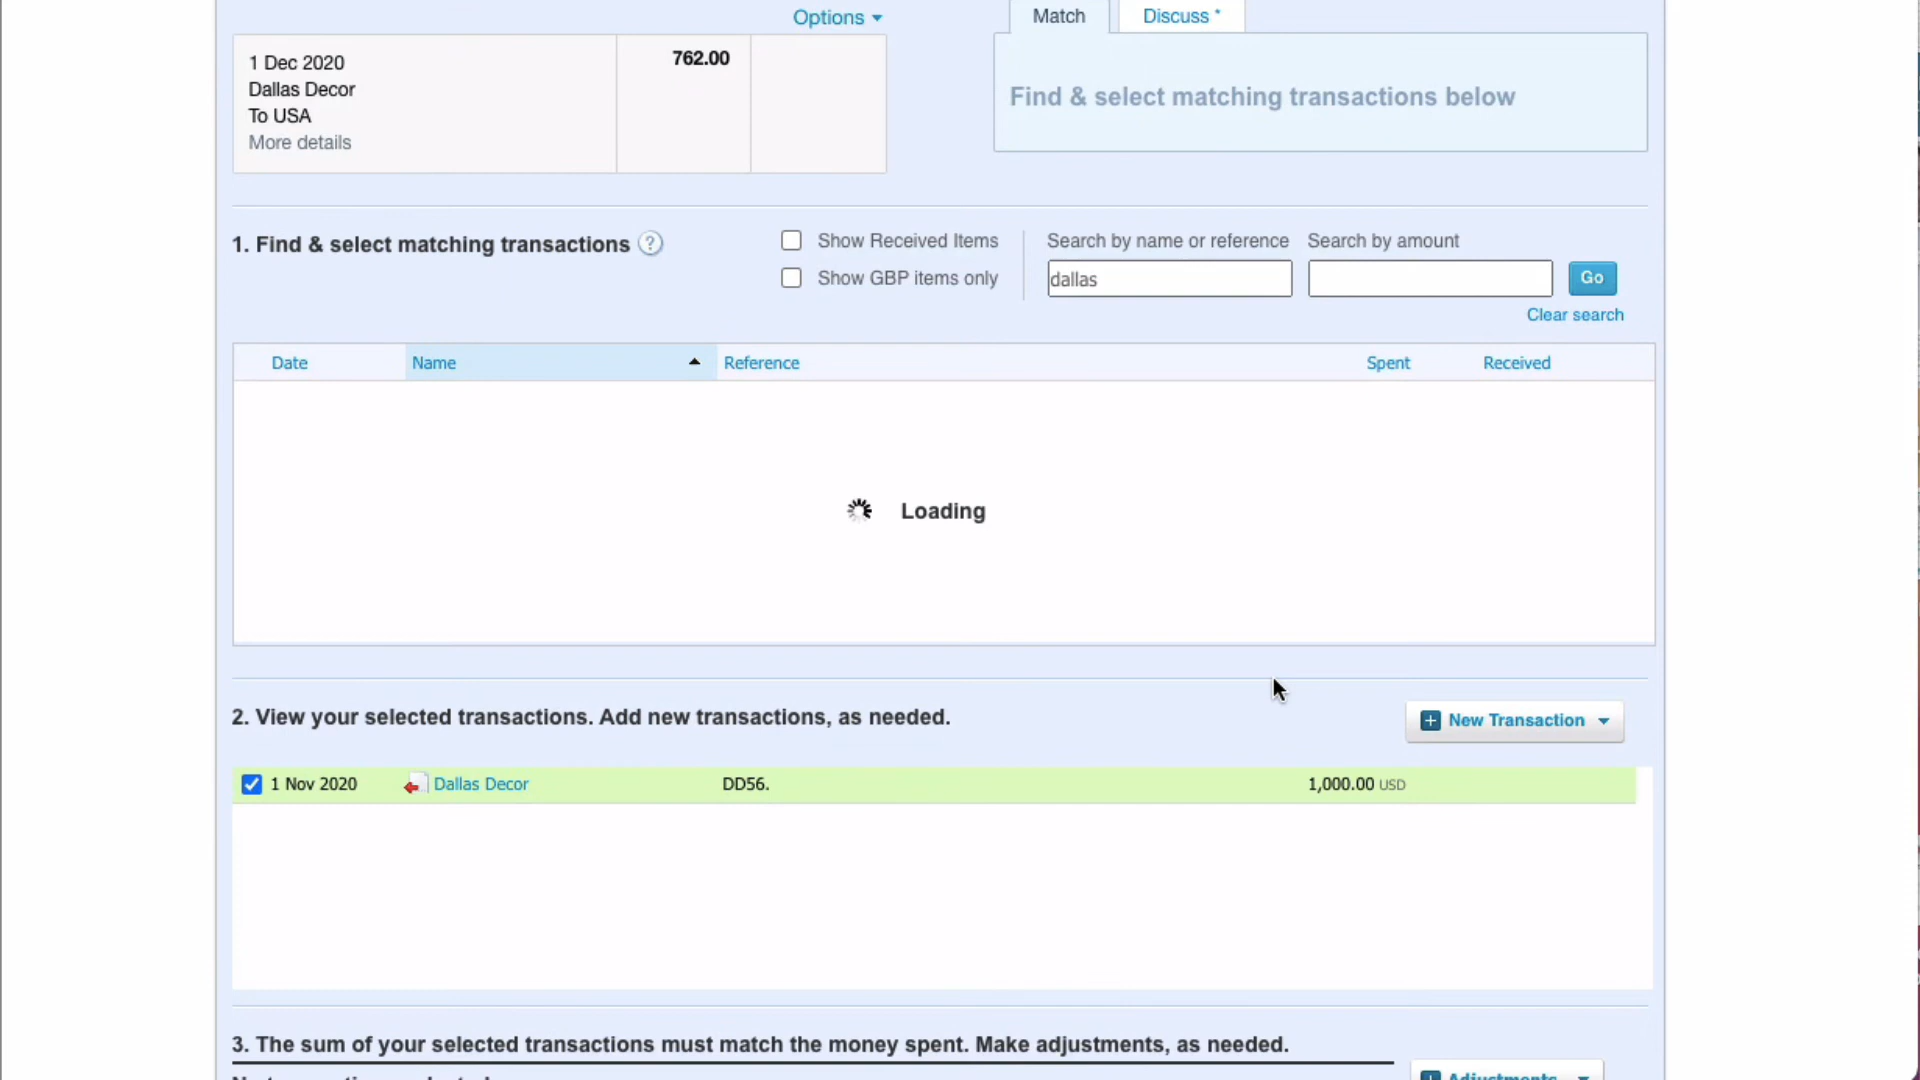 Options
Match
Discuss *
1 Dec 2020
762.00
Dallas Decor
To USA
More details
Find & select matching transactions below
1. Find & select matching transactions ?
Show Received Items
Show GBP items only
Search by name or reference
dallas
Search by amount
Go
Clear search
Date Name Reference Spent Received
Loading
2. View your selected transactions. Add new transactions, as needed.
New Transaction
1 Nov 2020 Dallas Decor DD56. 1,000.00 USD
3. The sum of your selected transactions must match the money spent. Make adjustments, as needed.
Adjustments